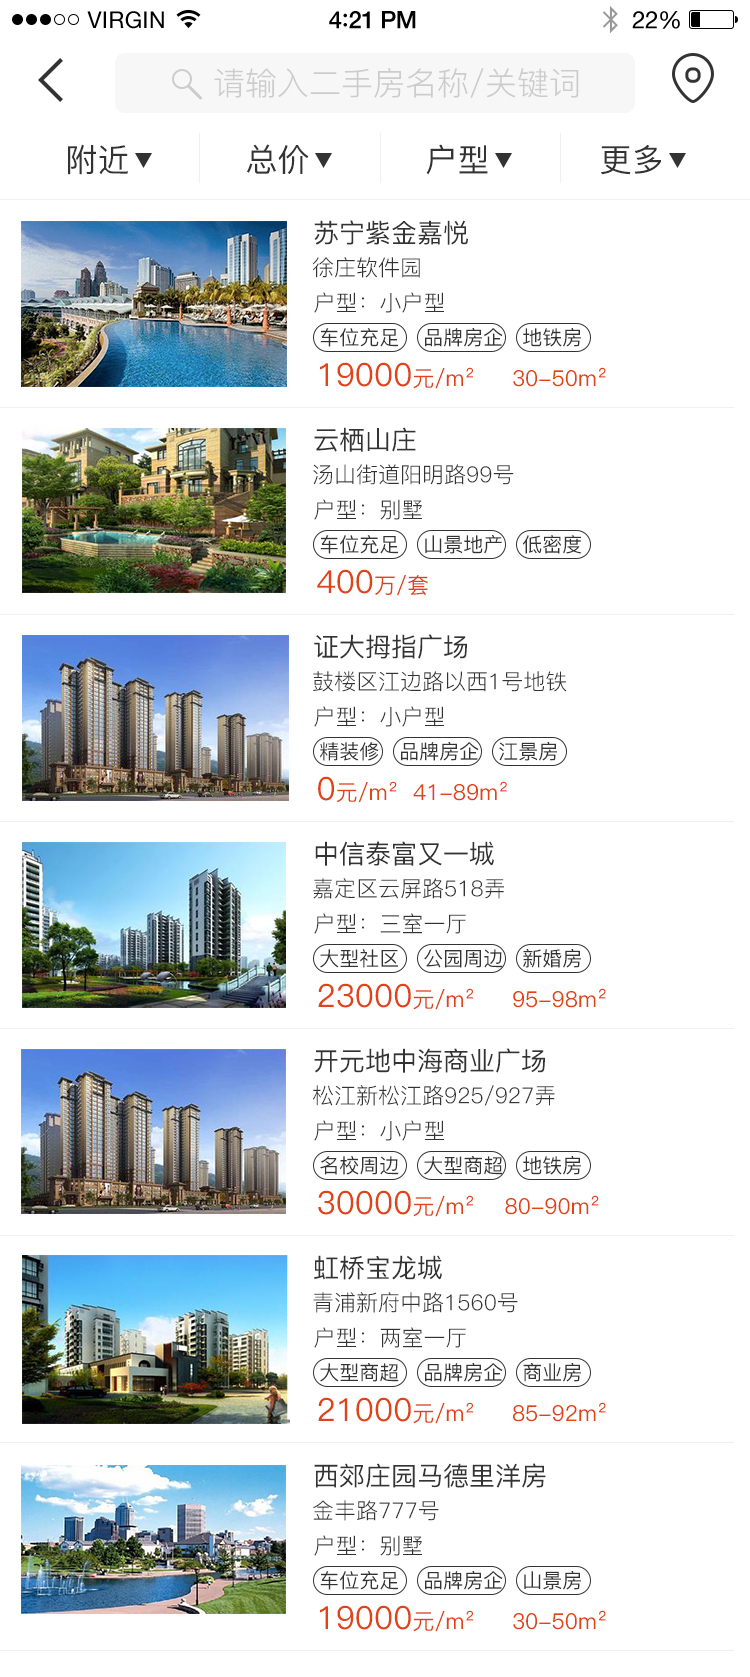 VIRGIN 4:21 PM 22%
请输入二手房名称/关键词
附近▼ 总价▼ 户型▼ 更多▼
苏宁紫金嘉悦
徐庄软件园
户型：小户型
车位充足 品牌房企 地铁房
19000元/m² 30-50m²
云栖山庄
汤山街道阳明路99号
户型：别墅
车位充足 山景地产 低密度
400万/套
证大拇指广场
鼓楼区江边路以西1号地铁
户型：小户型
精装修 品牌房企 江景房
0元/m² 41-89m²
中信泰富又一城
嘉定区云屏路518弄
户型：三室一厅
大型社区 公园周边 新婚房
23000元/m² 95-98m²
开元地中海商业广场
松江新松江路925/927弄
户型：小户型
名校周边 大型商超 地铁房
30000元/m² 80-90m²
虹桥宝龙城
青浦新府中路1560号
户型：两室一厅
大型商超 品牌房企 商业房
21000元/m² 85-92m²
西郊庄园马德里洋房
金丰路777号
户型：别墅
车位充足 品牌房企 山景房
19000元/m² 30-50m²